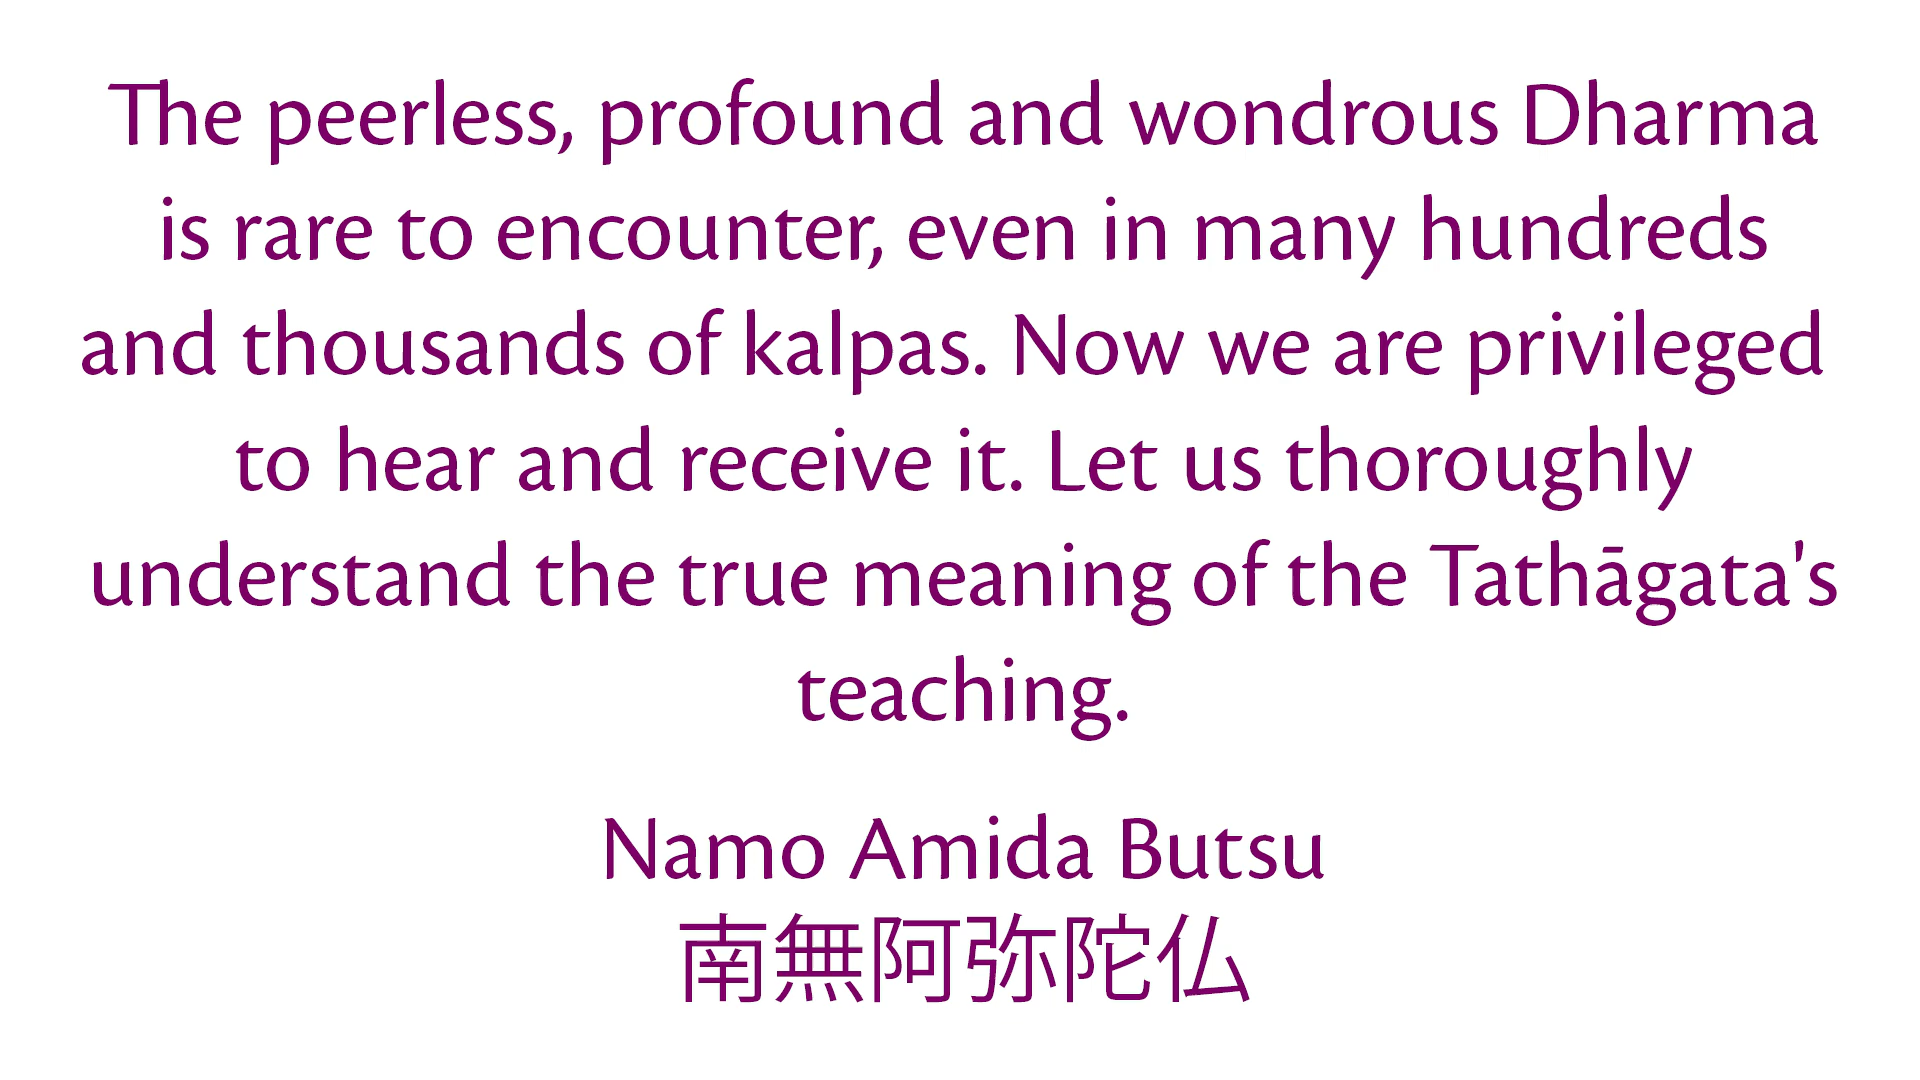 The peerless, profound and wondrous Dharma
is rare to encounter, even in many hundreds
and thousands of kalpas. Now we are privileged
to hear and receive it. Let us thoroughly
understand the true meaning of the Tathāgata's
teaching.
Namo Amida Butsu
南無阿弥陀仏